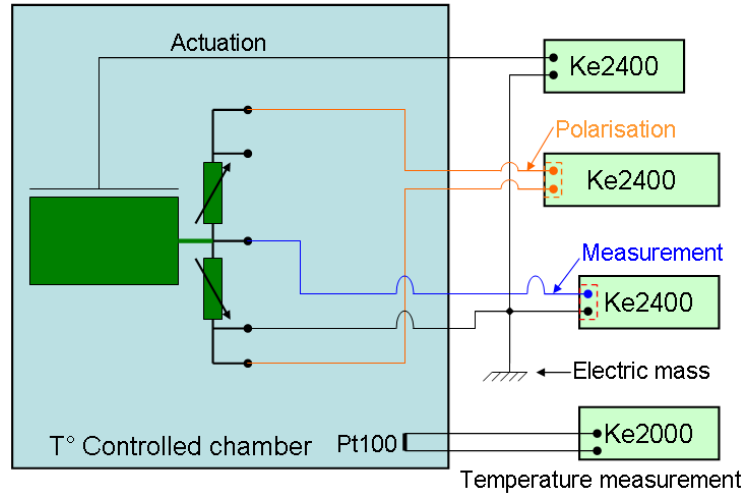 Actuation
Ke2400
Polarisation
Ke2400
Measurement
Ke2400
Electric mass
T° Controlled chamber
Pt100
Ke2000
Temperature measurement